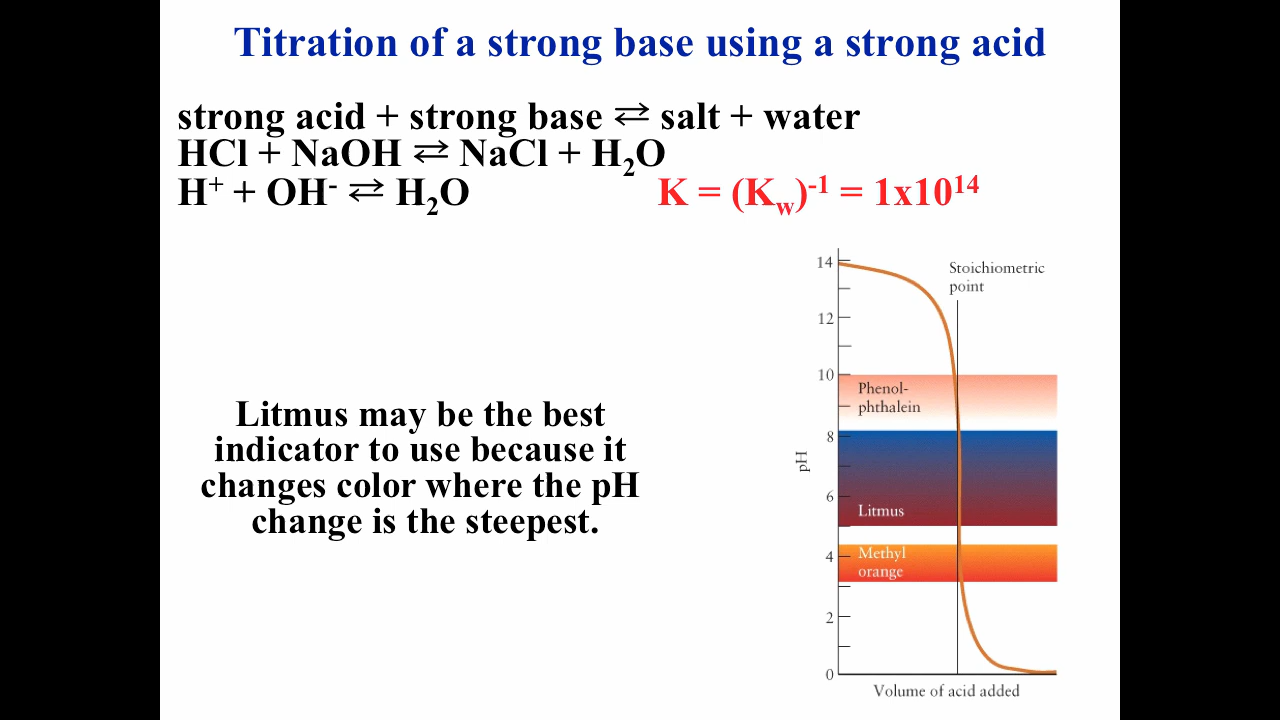 Titration of a strong base using a strong acid
strong acid + strong base ⇄ salt + water
HCl + NaOH ⇄ NaCl + H₂O
H⁺ + OH⁻ ⇄ H₂O K = (K_w)⁻¹ = 1x10¹⁴
Litmus may be the best
indicator to use because it
changes color where the pH
change is the steepest.
Stoichiometric
point
14
12
10
8
6
4
2
0
pH
Phenol-
phthalein
Litmus
Methyl
orange
Volume of acid added